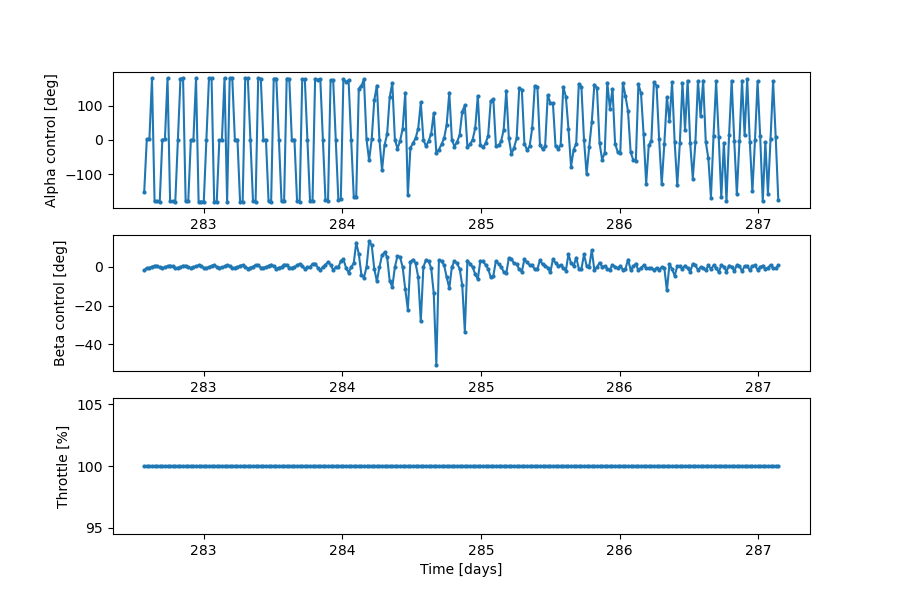 Alpha control [deg]
100
0
−100
283 284 285 286 287
Beta control [deg]
0
−20
−40
283 284 285 286 287
Throttle [%]
105
100
95
283 284 285 286 287
Time [days]